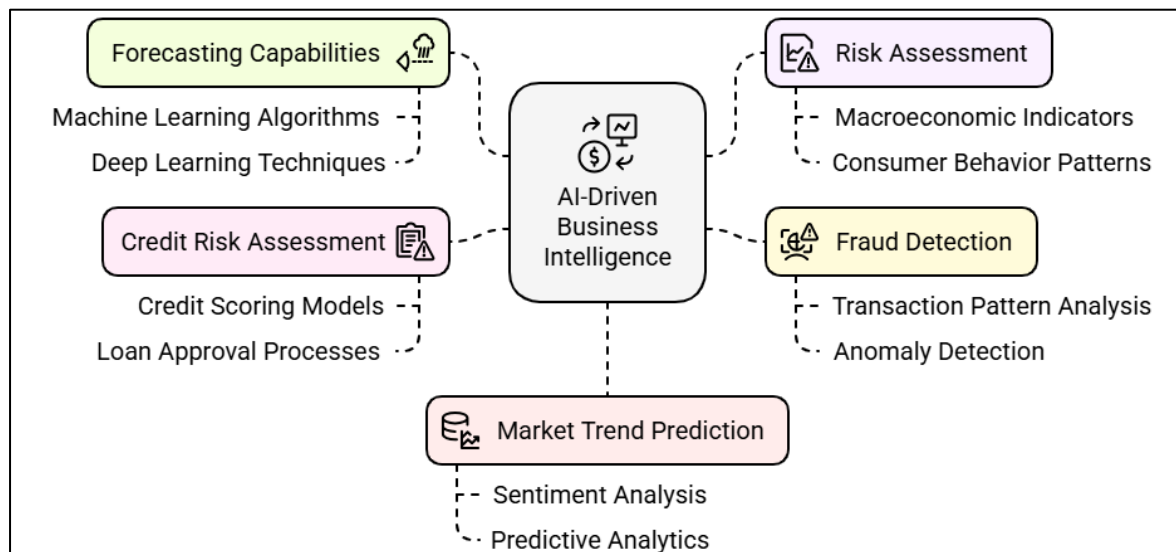 Forecasting Capabilities
Machine Learning Algorithms
Deep Learning Techniques
Credit Risk Assessment
Credit Scoring Models
Loan Approval Processes
$
AI-Driven
Business
Intelligence
Risk Assessment
Macroeconomic Indicators
Consumer Behavior Patterns
Fraud Detection
Transaction Pattern Analysis
Anomaly Detection
Market Trend Prediction
Sentiment Analysis
Predictive Analytics